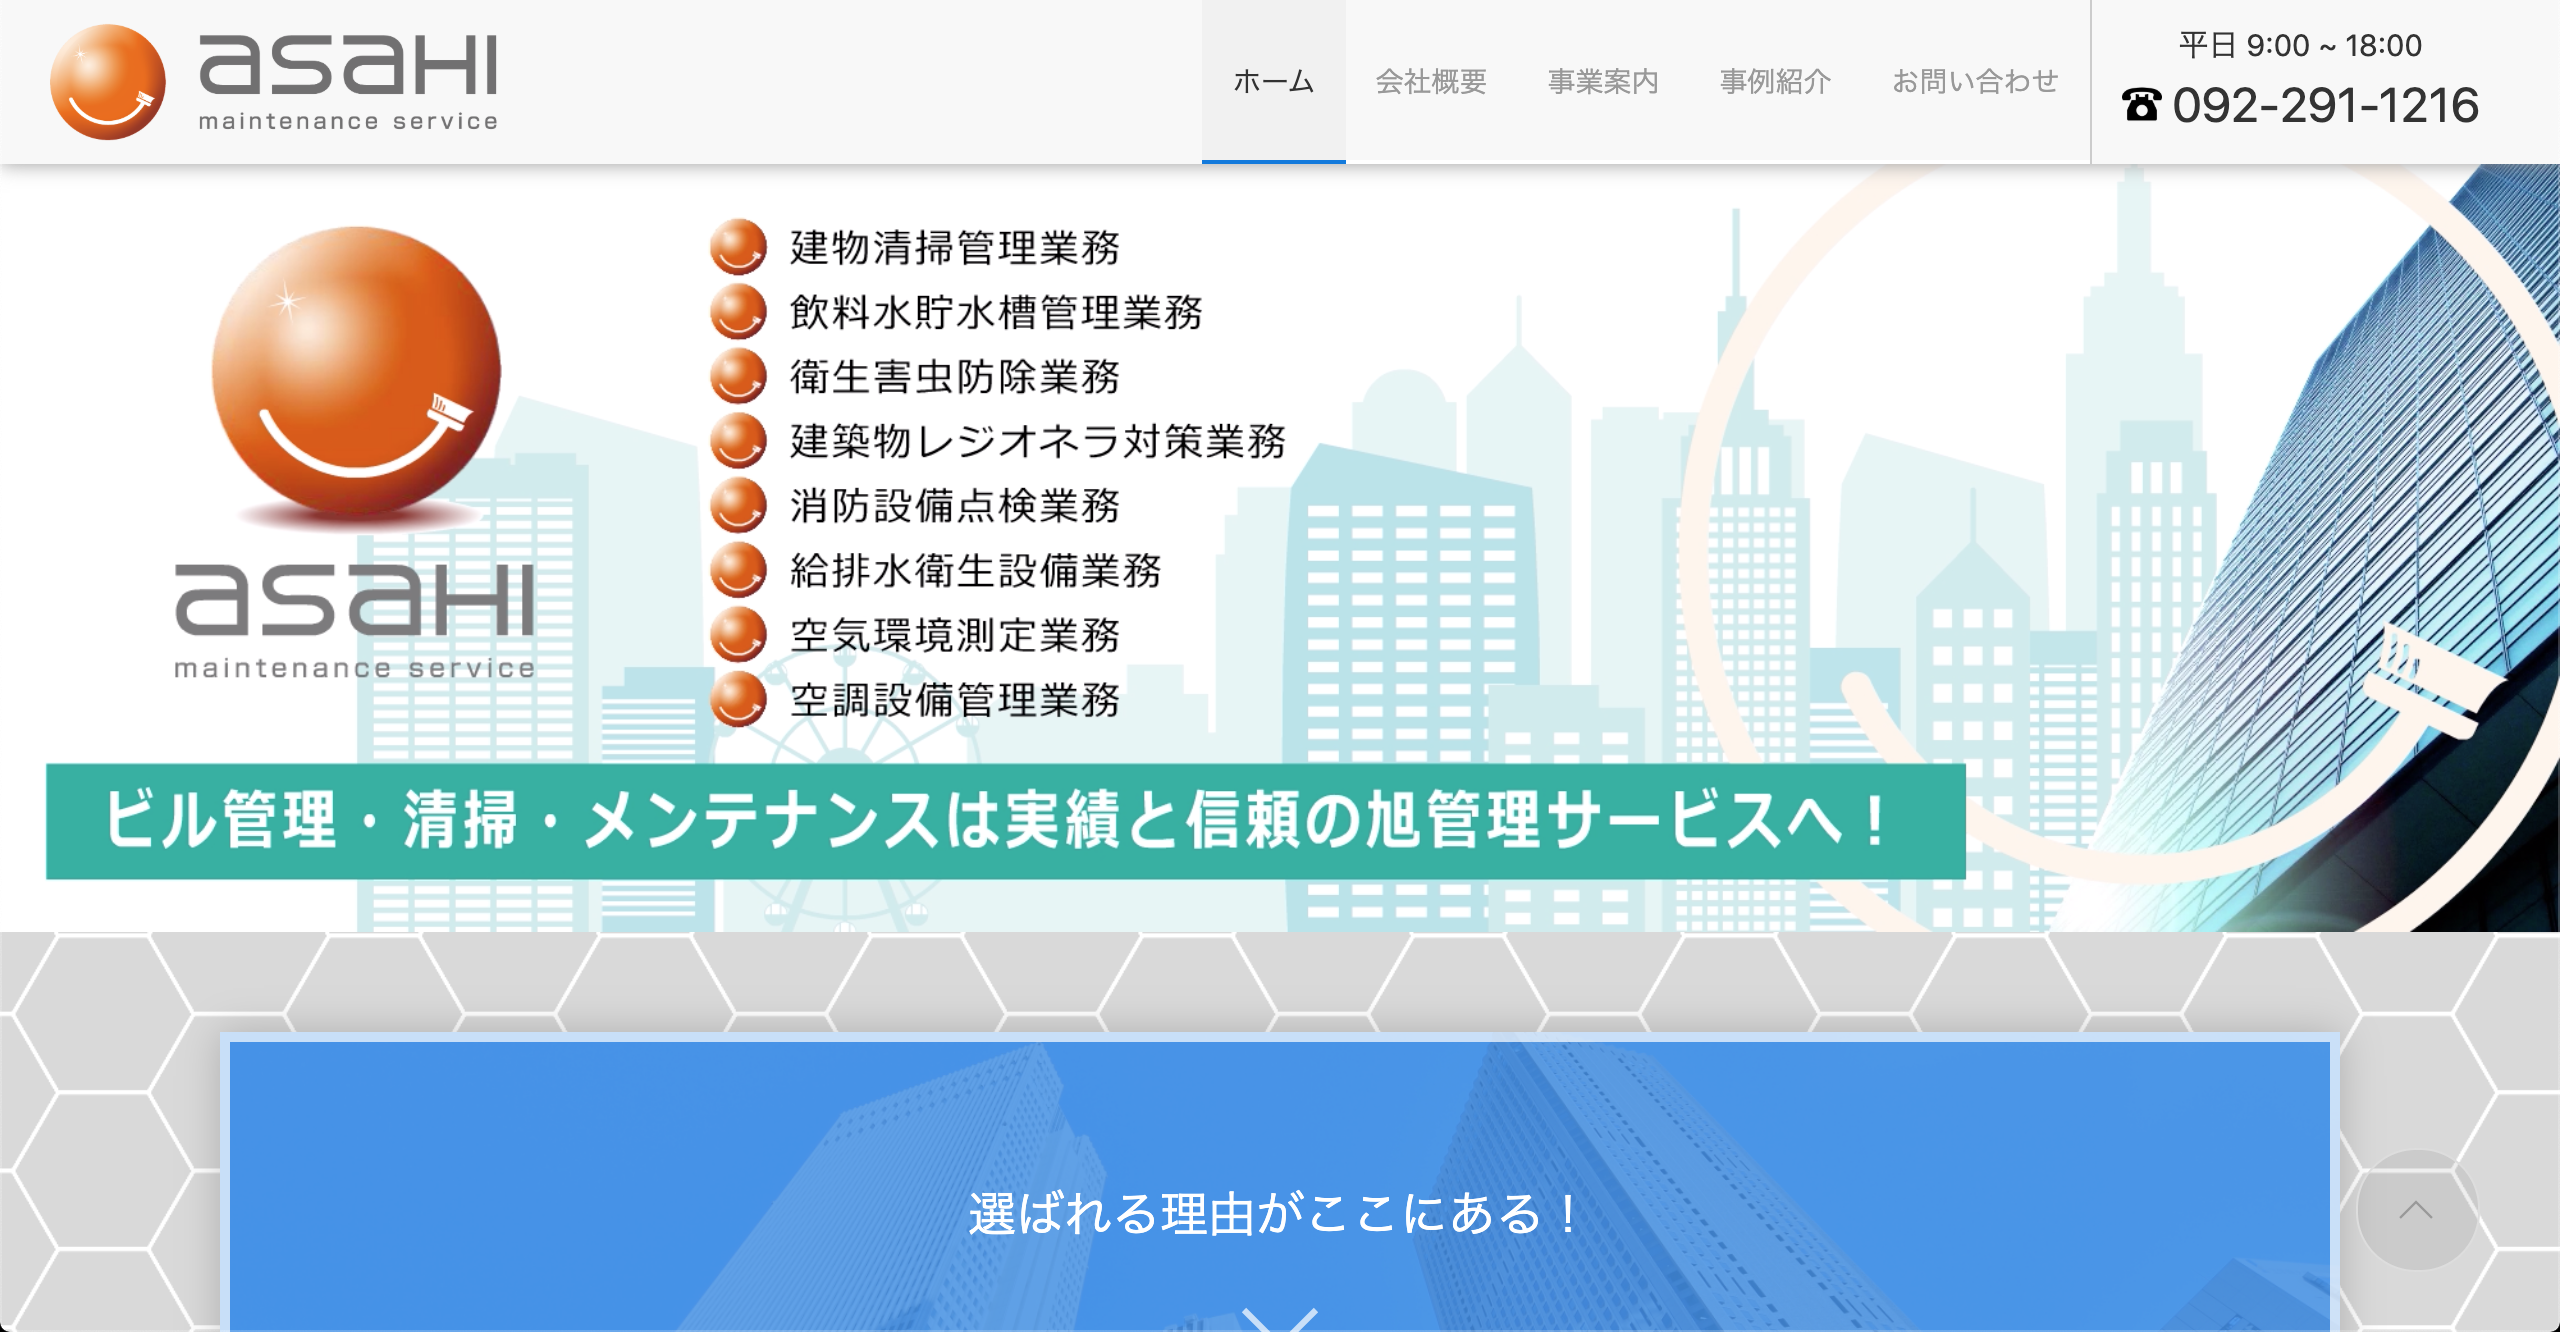 asaHI
maintenance service
ホーム
会社概要
事業案内
事例紹介
お問い合わせ
平日 9:00 ~ 18:00
☎ 092-291-1216
建物清掃管理業務
飲料水貯水槽管理業務
衛生害虫防除業務
建築物レジオネラ対策業務
消防設備点検業務
給排水衛生設備業務
空気環境測定業務
空調設備管理業務
asaHI
maintenance service
ビル管理・清掃・メンテナンスは実績と信頼の旭管理サービスへ！
選ばれる理由がここにある！